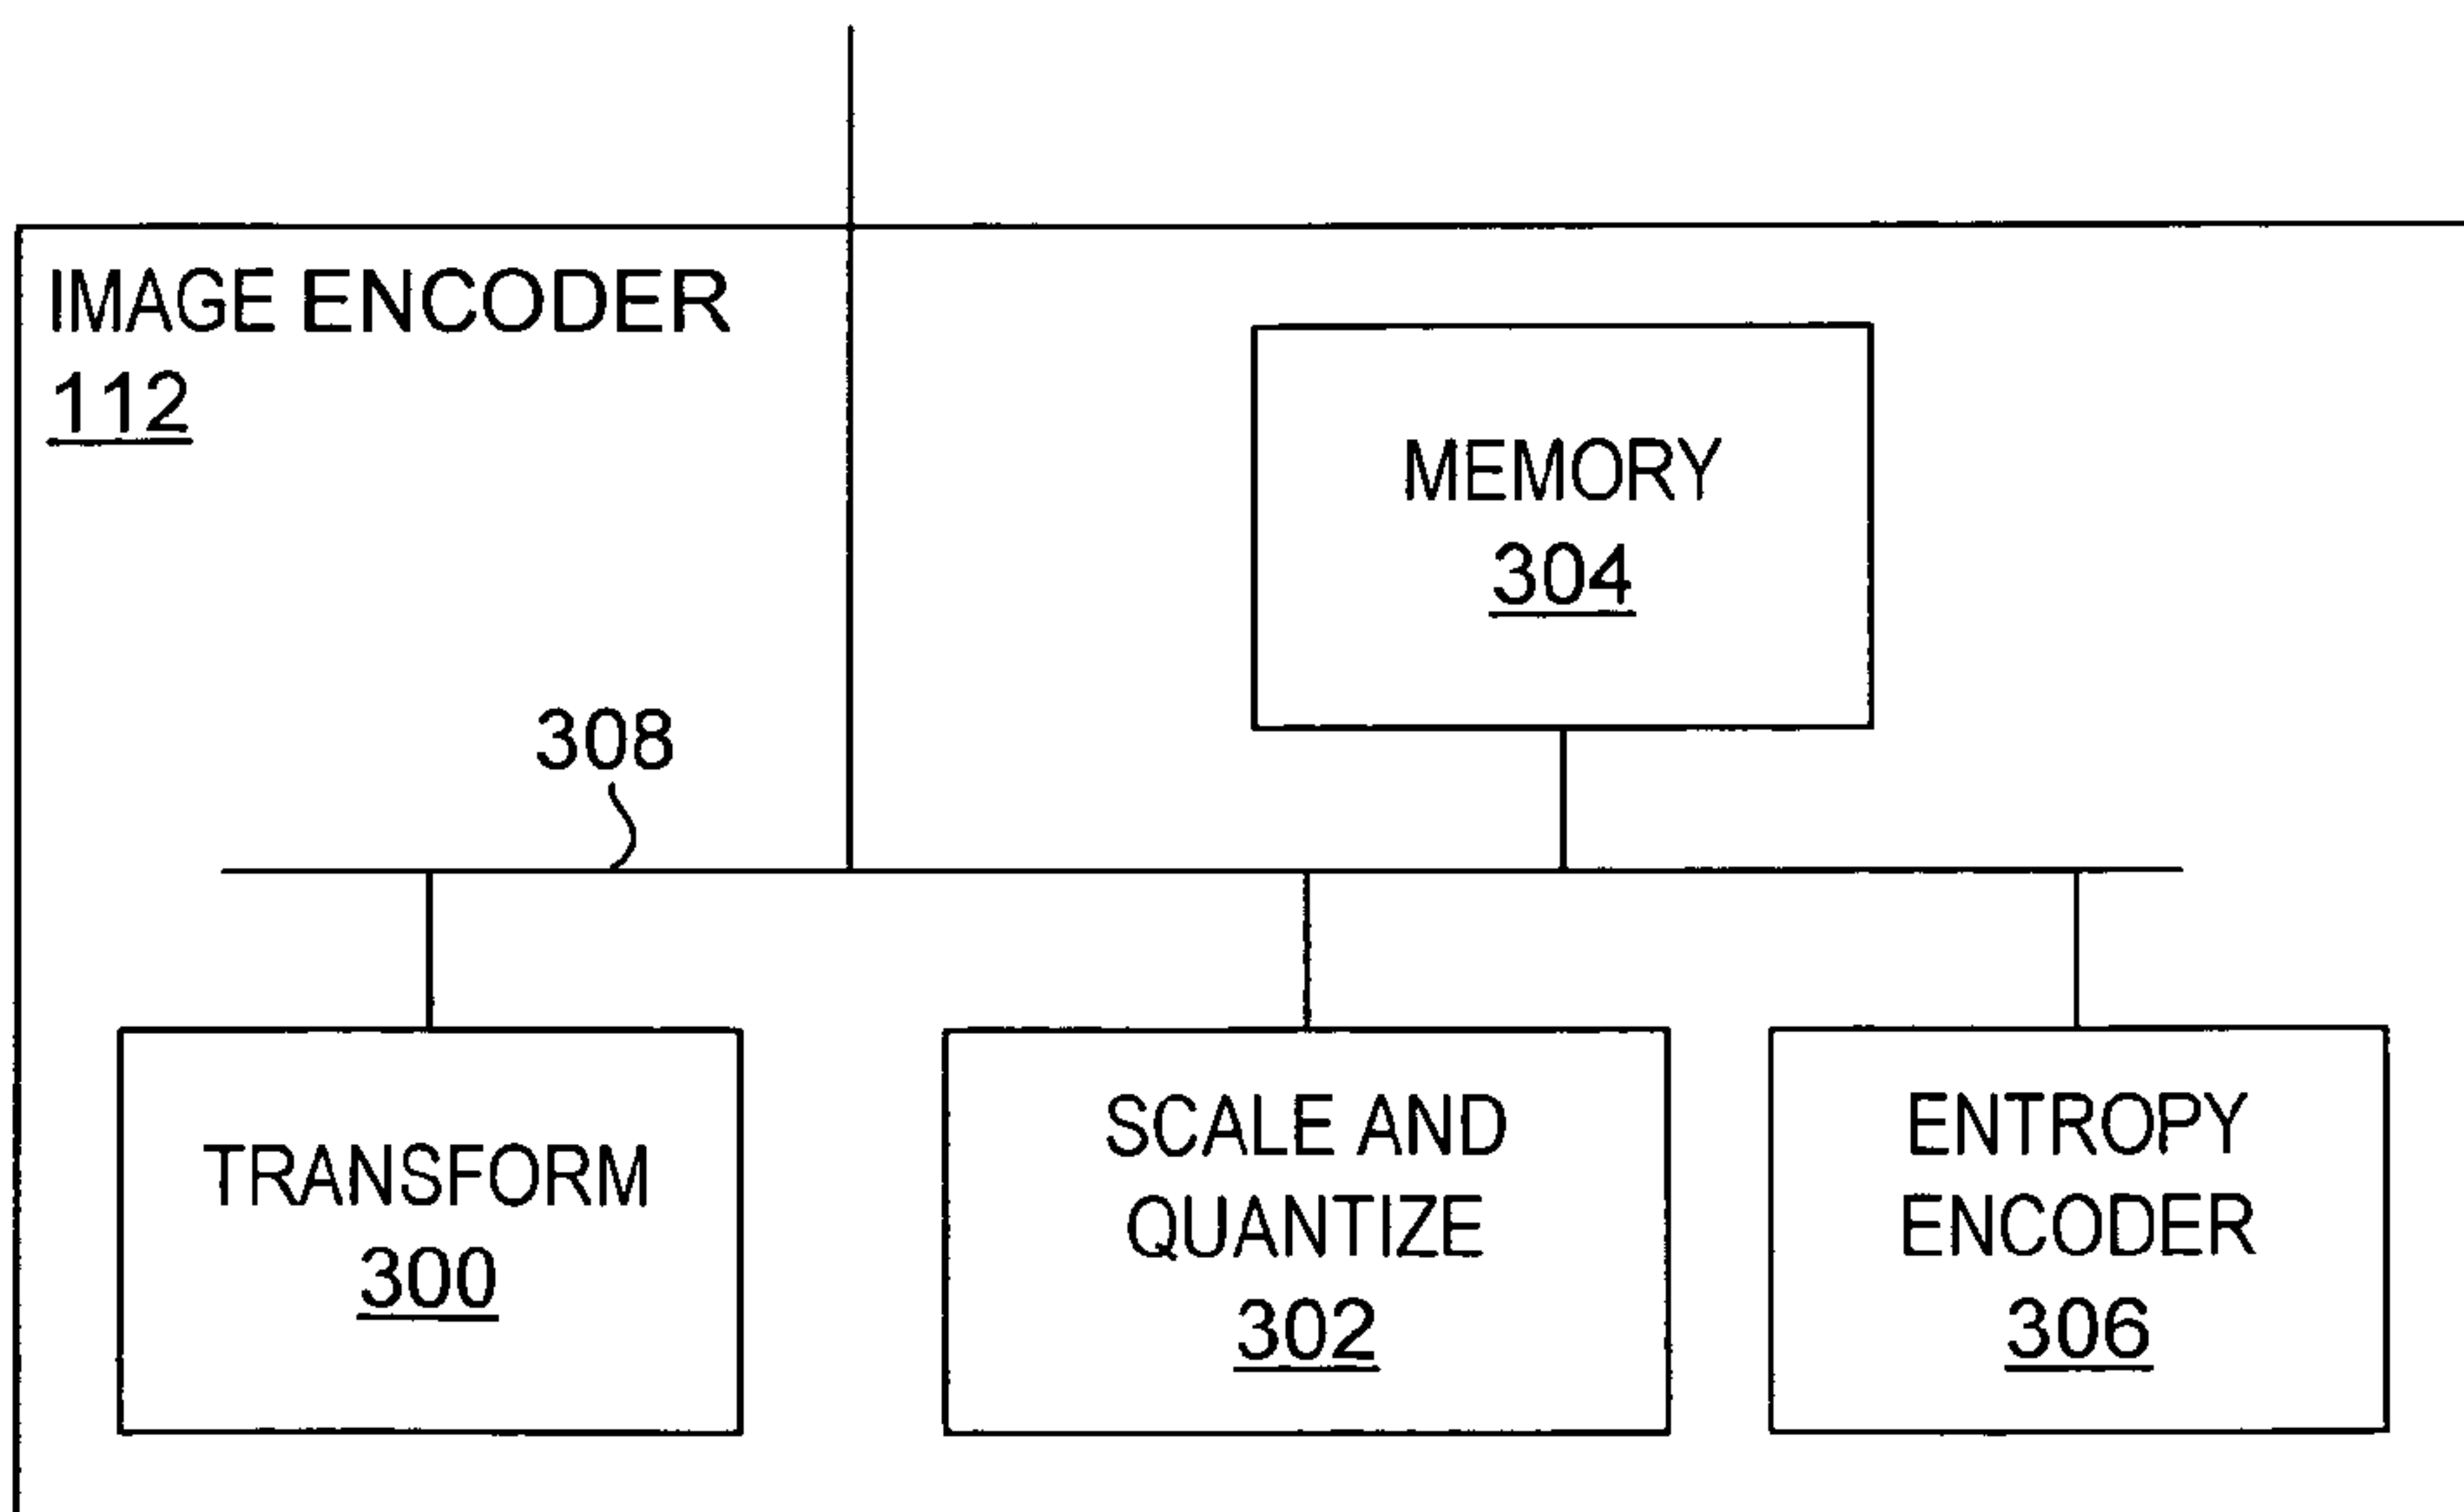 IMAGE ENCODER
112
MEMORY
304
308
TRANSFORM
300
SCALE AND
QUANTIZE
302
ENTROPY
ENCODER
306